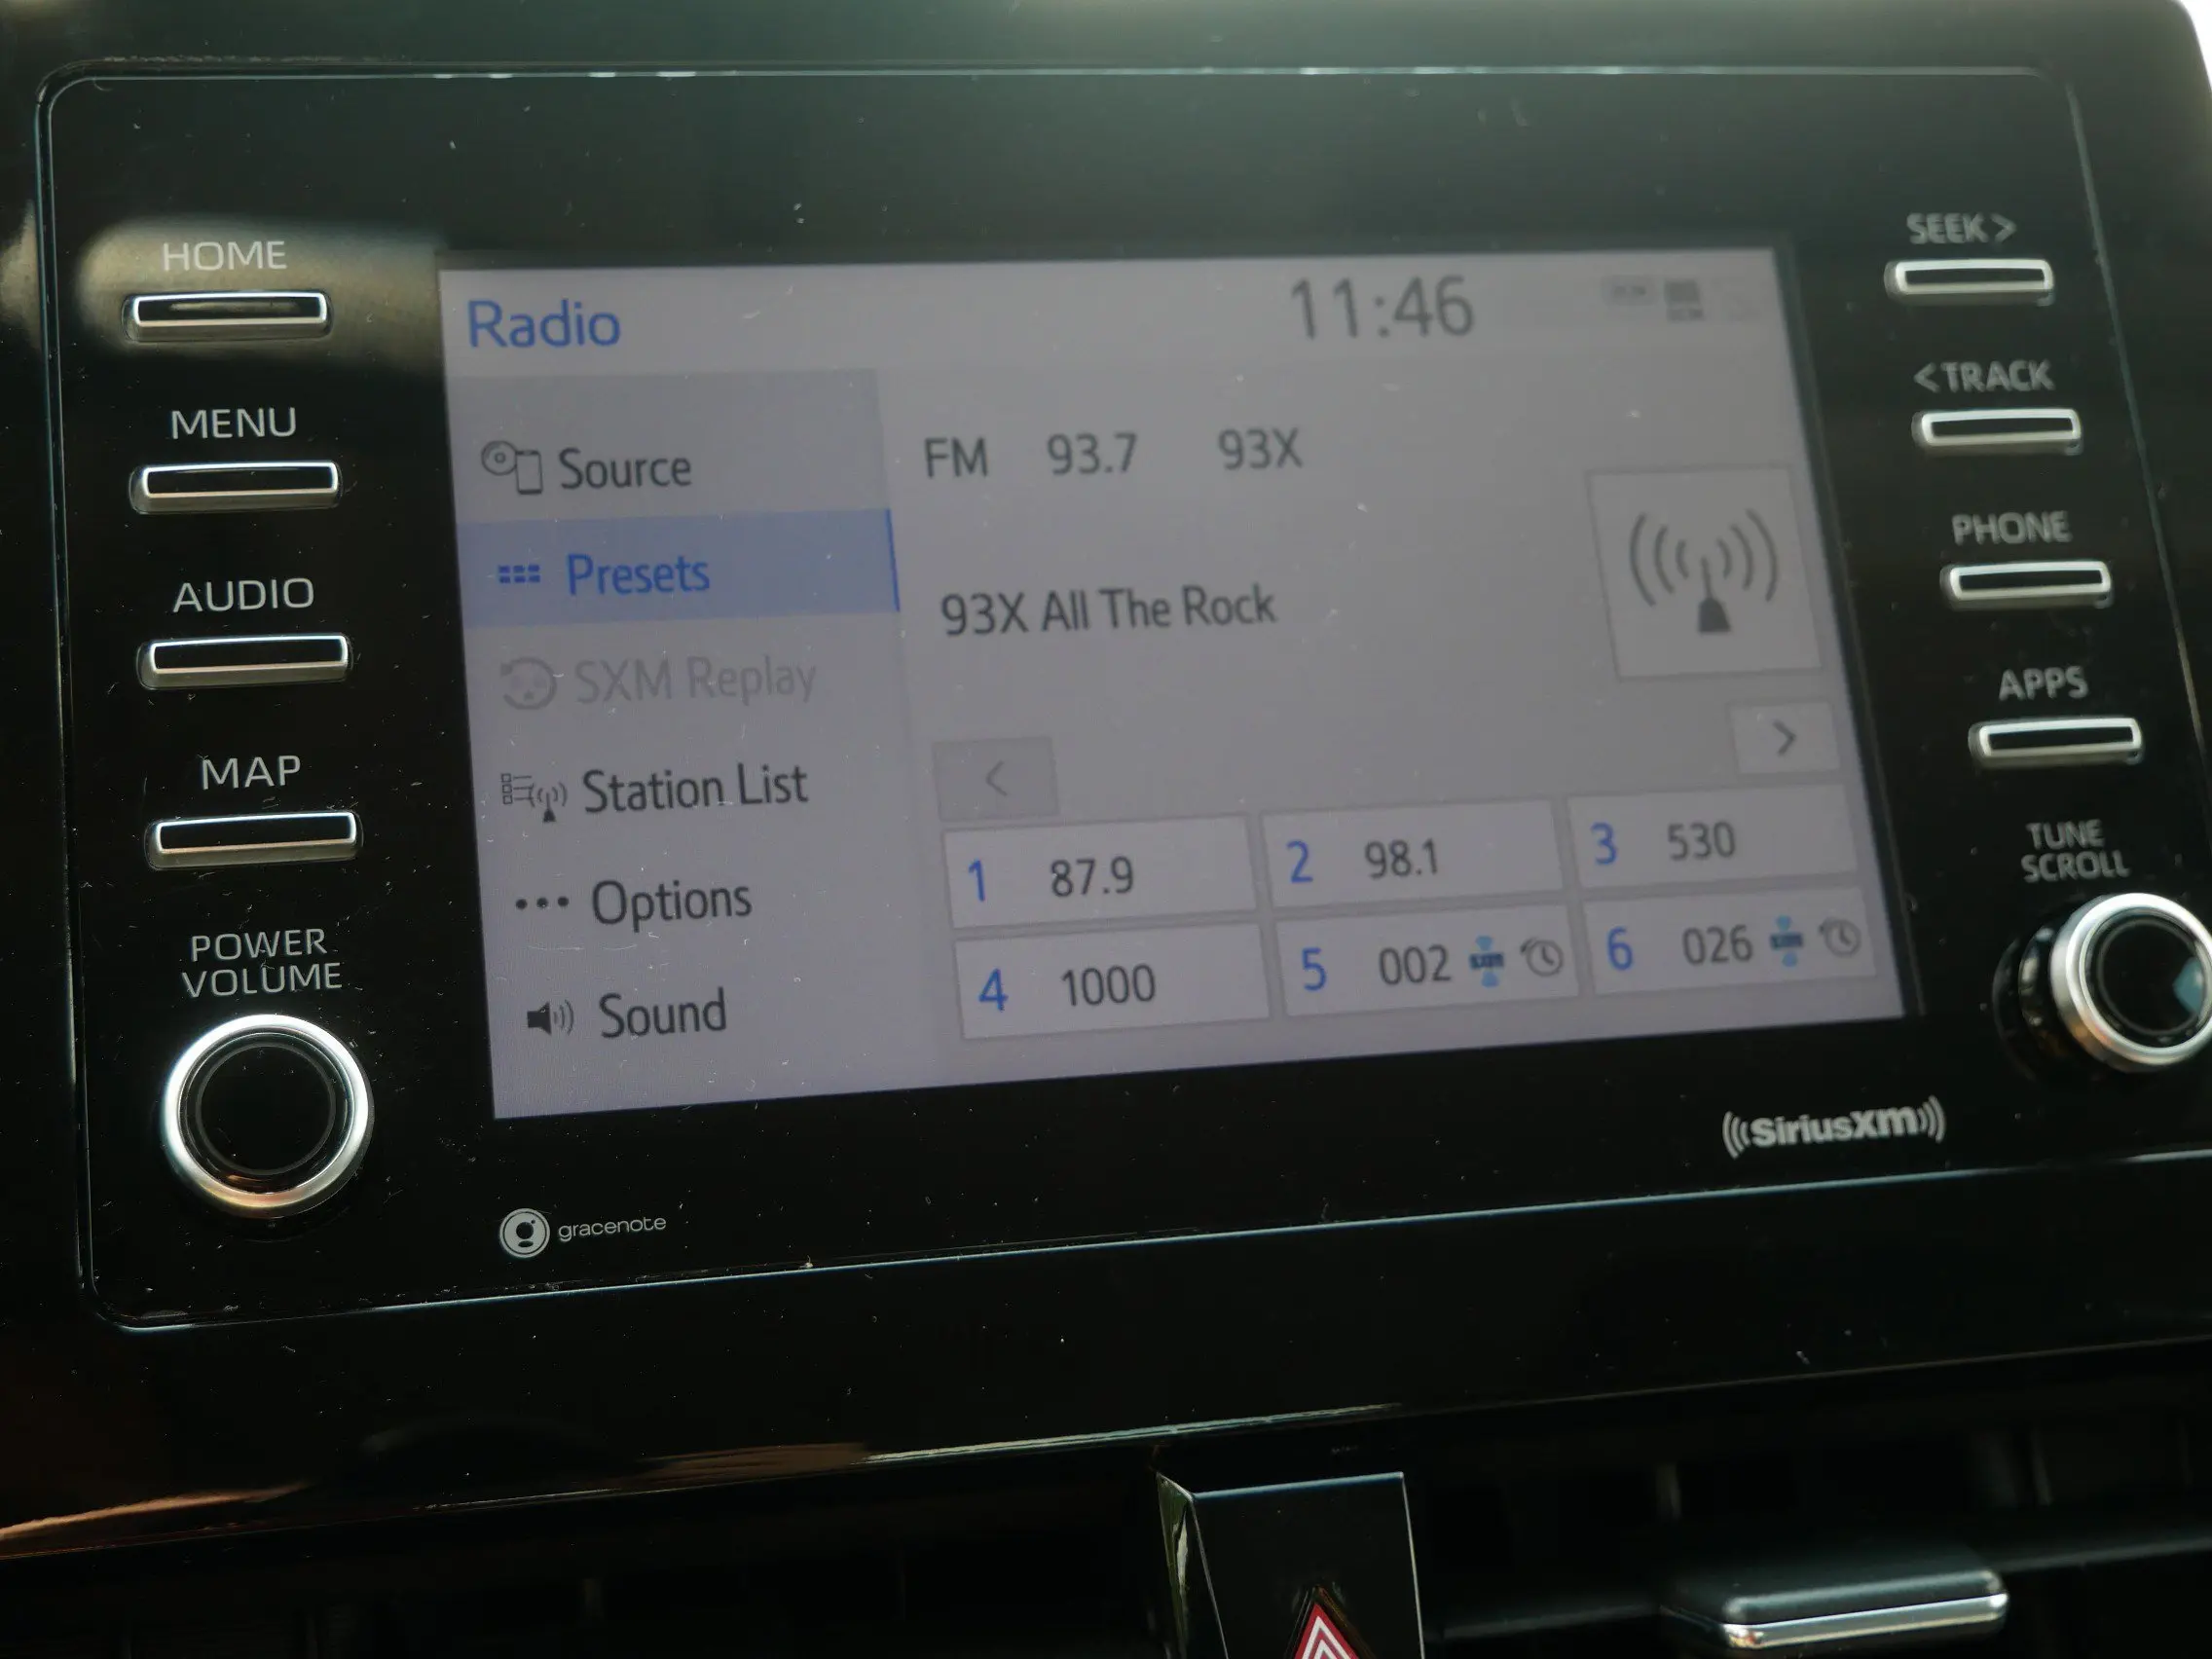 HOME
MENU
AUDIO
MAP
POWER
VOLUME
Radio
11:46
Source
Presets
SXM Replay
Station List
Options
Sound
FM 93.7 93X
93X All The Rock
<
>
1 87.9
2 98.1
3 530
4 1000
5 002
6 026
SEEK >
< TRACK
PHONE
APPS
TUNE
SCROLL
gracenote
((SiriusXM))